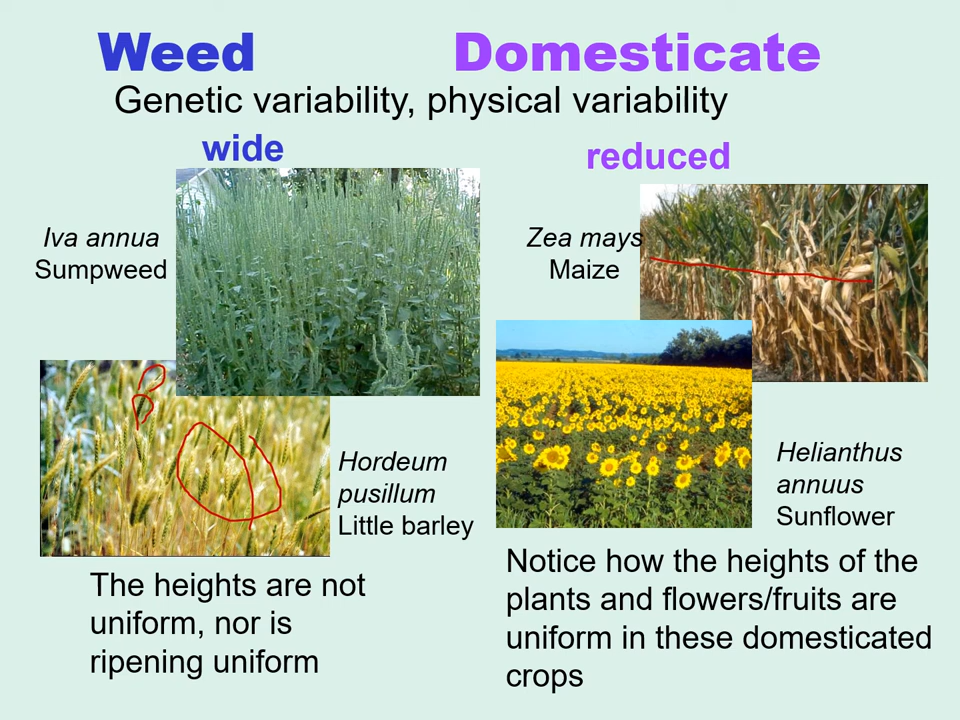 Weed Domesticate
Genetic variability, physical variability
wide
reduced
Iva annua
Sumpweed
Zea mays
Maize
Hordeum
pusillum
Little barley
Helianthus
annuus
Sunflower
The heights are not
uniform, nor is
ripening uniform
Notice how the heights of the
plants and flowers/fruits are
uniform in these domesticated
crops